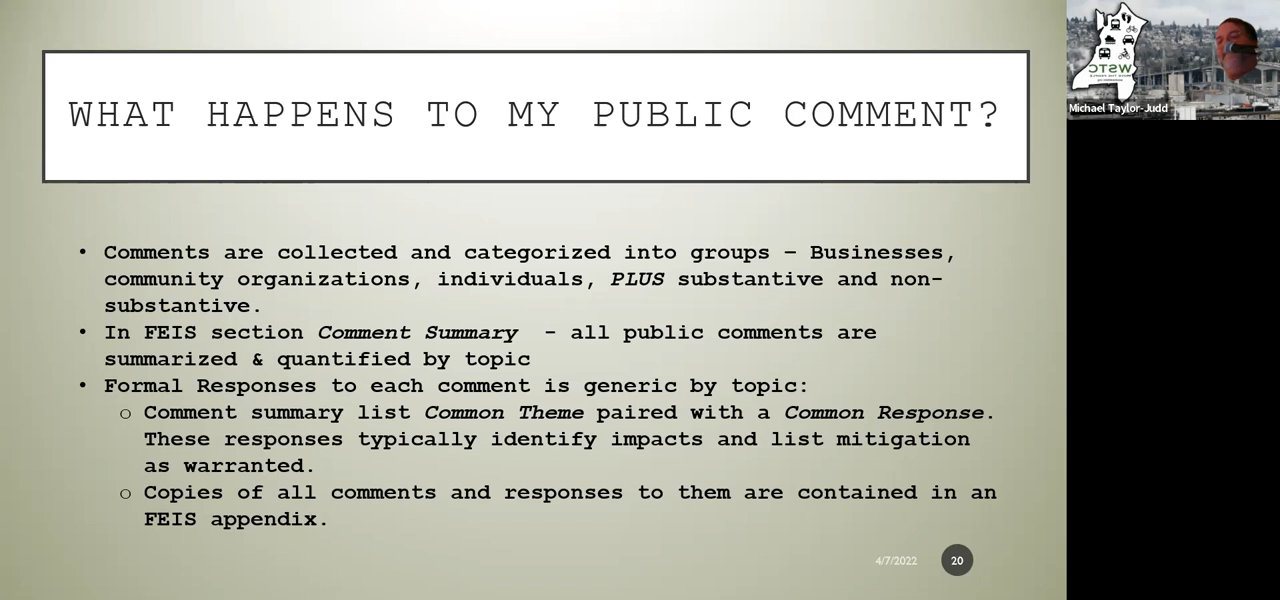 WHAT HAPPENS TO MY PUBLIC COMMENT?
• Comments are collected and categorized into groups – Businesses,
community organizations, individuals, PLUS substantive and non-
substantive.
• In FEIS section Comment Summary - all public comments are
summarized & quantified by topic
• Formal Responses to each comment is generic by topic:
o Comment summary list Common Theme paired with a Common Response.
These responses typically identify impacts and list mitigation
as warranted.
o Copies of all comments and responses to them are contained in an
FEIS appendix.
4/7/2022
20
WSTC
Michael Taylor-Judd